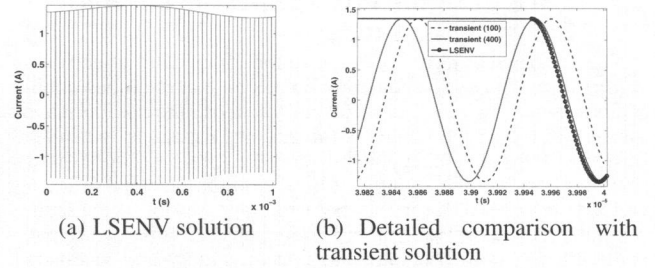 Current (A)
1
0.5
0
−0.5
−1
0
0.2
0.4
0.6
0.8
1
t (s)
x 10⁻³
(a) LSENV solution
Current (A)
1.5
1
0.5
0
−0.5
−1
transient (100)
transient (400)
LSENV
3.982 3.984 3.986 3.988 3.99 3.992 3.994 3.996 3.998 4
t (s)
(b) Detailed comparison with
transient solution